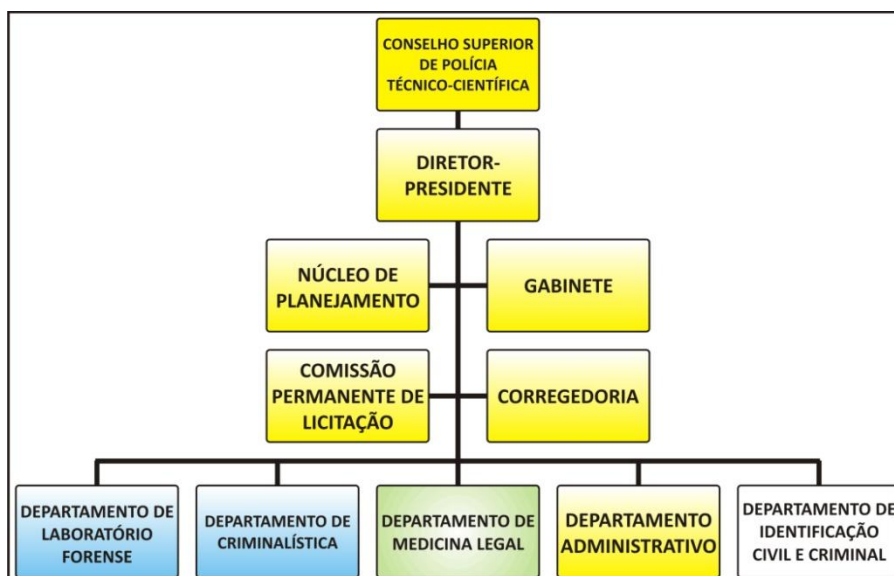 CONSELHO SUPERIOR
DE POLÍCIA
TÉCNICO-CIENTÍFICA
DIRETOR-
PRESIDENTE
NÚCLEO DE
PLANEJAMENTO
GABINETE
COMISSÃO
PERMANENTE DE
LICITAÇÃO
CORREGEDORIA
DEPARTAMENTO DE
LABORATÓRIO
FORENSE
DEPARTAMENTO DE
CRIMINALÍSTICA
DEPARTAMENTO DE
MEDICINA LEGAL
DEPARTAMENTO
ADMINISTRATIVO
DEPARTAMENTO DE
IDENTIFICAÇÃO
CIVIL E CRIMINAL